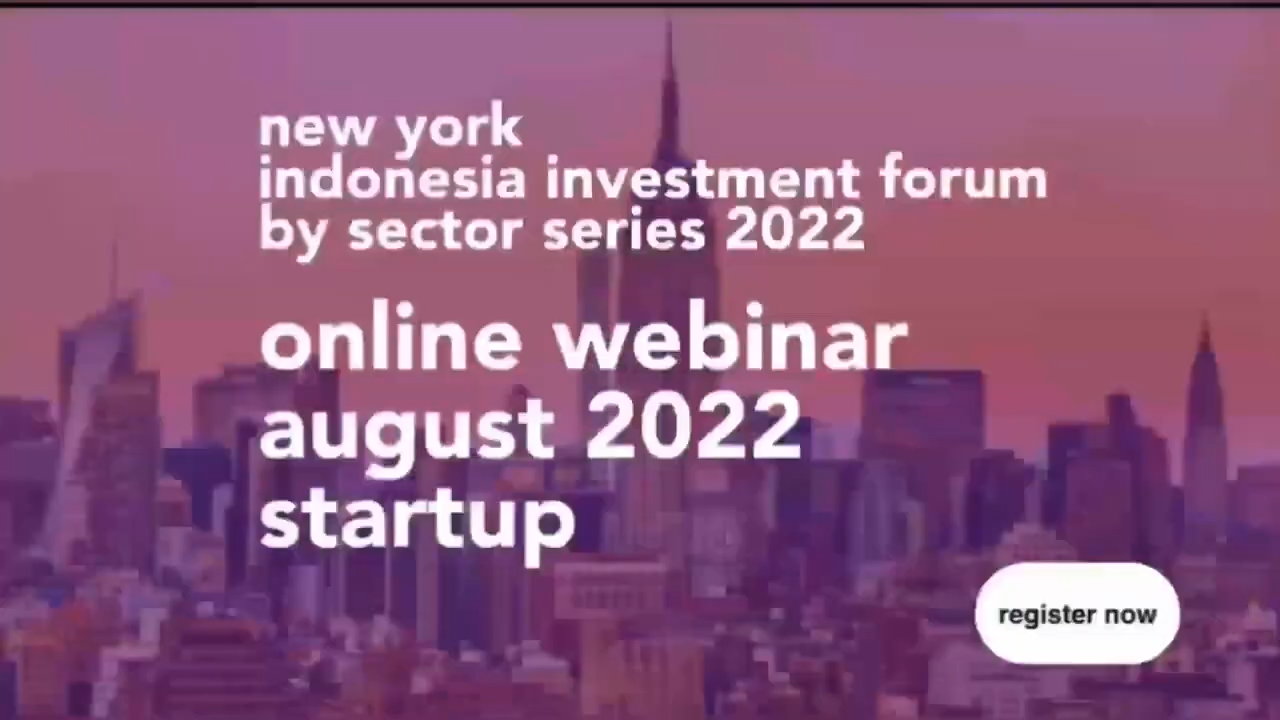 new york
indonesia investment forum
by sector series 2022
online webinar
august 2022
startup
register now